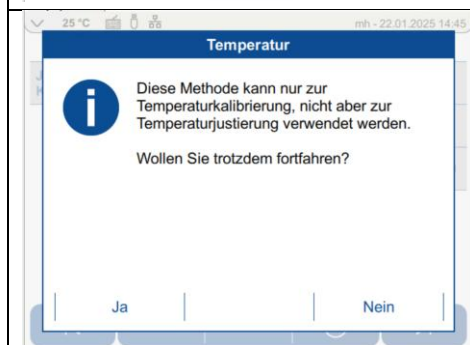 25 °C
mh - 22.01.2025 14:45
Temperatur
Diese Methode kann nur zur
Temperaturkalibrierung, nicht aber zur
Temperaturjustierung verwendet werden.
Wollen Sie trotzdem fortfahren?
Ja
Nein